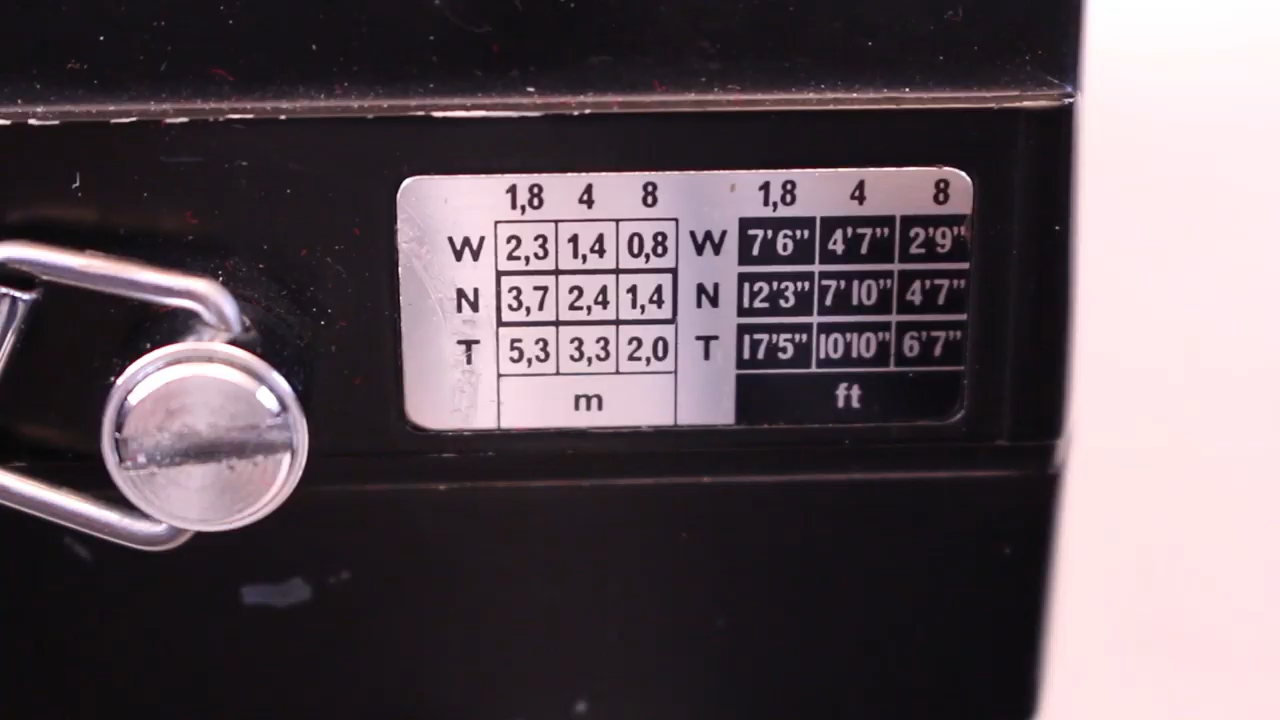 1,8 4 8 1,8 4 8
W 2,3 1,4 0,8 W 7'6" 4'7" 2'9"
N 3,7 2,4 1,4 N 12'3" 7'10" 4'7"
T 5,3 3,3 2,0 T 17'5" 10'10" 6'7"
m ft